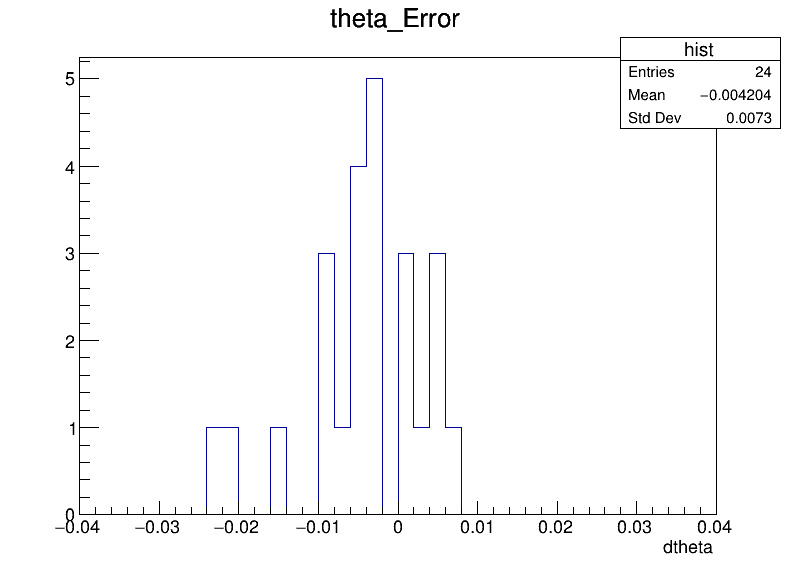 theta_Error
hist
Entries 24
Mean −0.004204
Std Dev 0.0073
5
4
3
2
1
0
−0.04 −0.03 −0.02 −0.01 0 0.01 0.02 0.03 0.04
dtheta